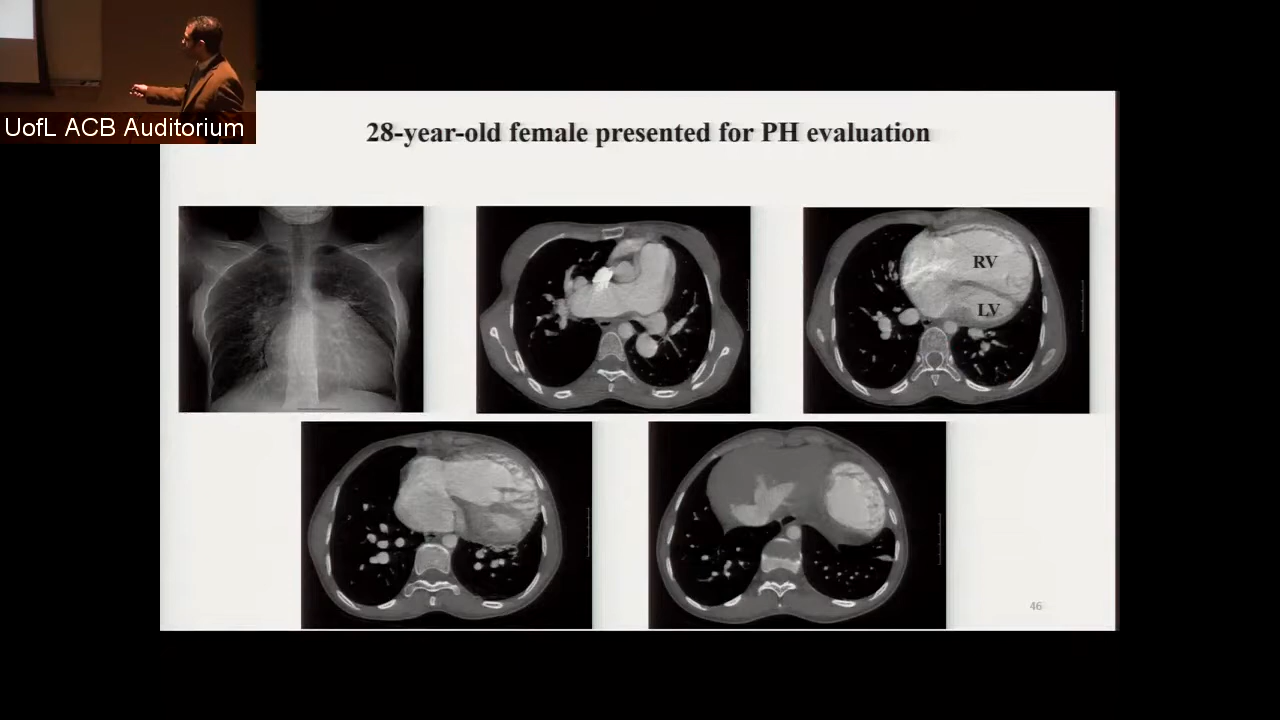 UofL ACB Auditorium
28-year-old female presented for PH evaluation
RV
LV
46